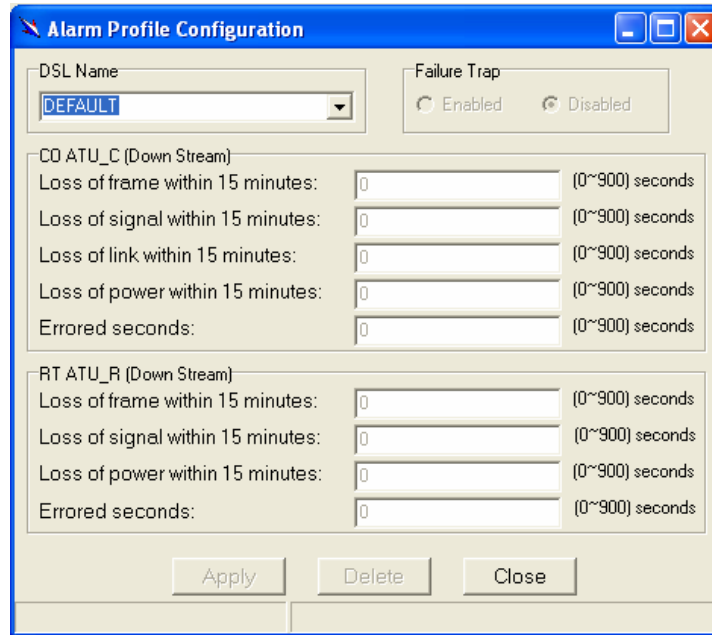 Alarm Profile Configuration
DSL Name
Failure Trap
DEFAULT
Enabled
Disabled
CO ATU_C (Down Stream)
Loss of frame within 15 minutes: 0 (0~900) seconds
Loss of signal within 15 minutes: 0 (0~900) seconds
Loss of link within 15 minutes: 0 (0~900) seconds
Loss of power within 15 minutes: 0 (0~900) seconds
Errored seconds: 0 (0~900) seconds
RT ATU_R (Down Stream)
Loss of frame within 15 minutes: 0 (0~900) seconds
Loss of signal within 15 minutes: 0 (0~900) seconds
Loss of power within 15 minutes: 0 (0~900) seconds
Errored seconds: 0 (0~900) seconds
Apply Delete Close